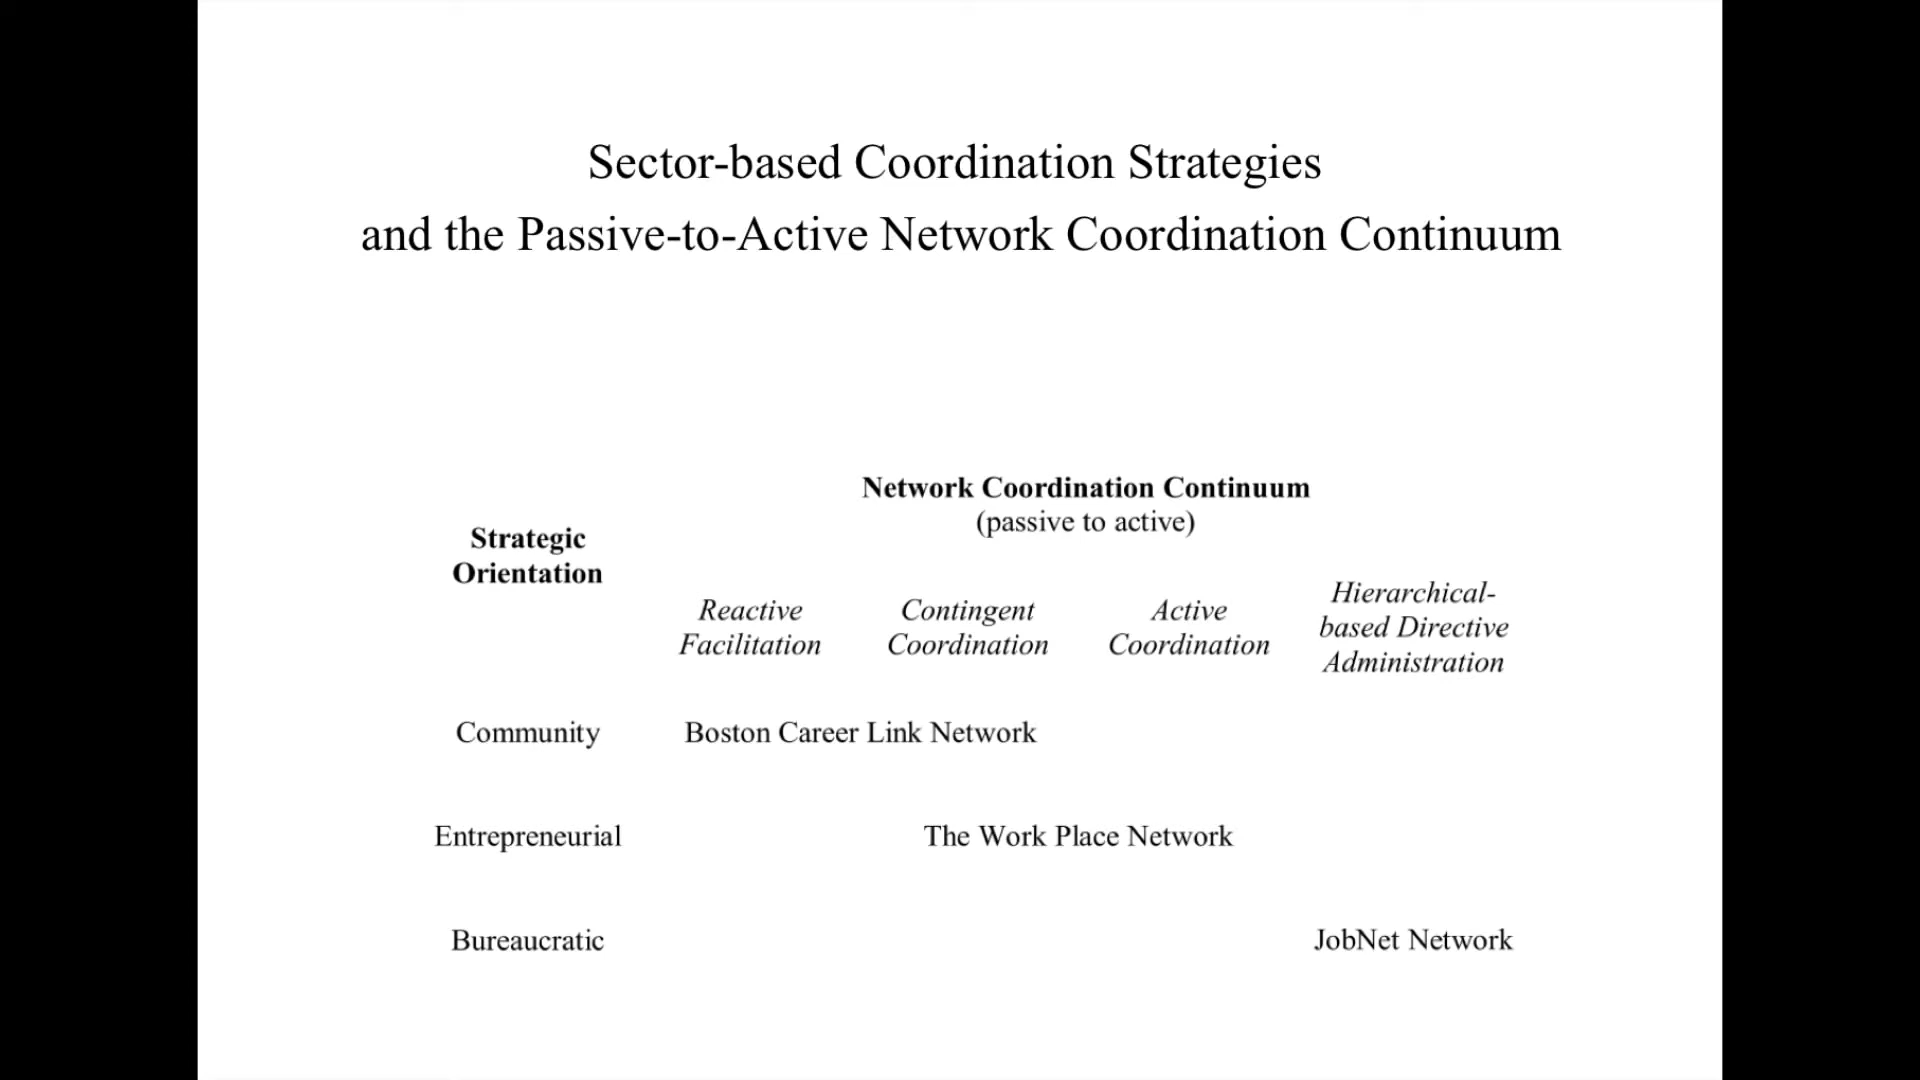 Sector-based Coordination Strategies
and the Passive-to-Active Network Coordination Continuum
Network Coordination Continuum
(passive to active)
Strategic
Orientation
Reactive
Facilitation
Contingent
Coordination
Active
Coordination
Hierarchical-
based Directive
Administration
Community
Boston Career Link Network
Entrepreneurial
The Work Place Network
Bureaucratic
JobNet Network